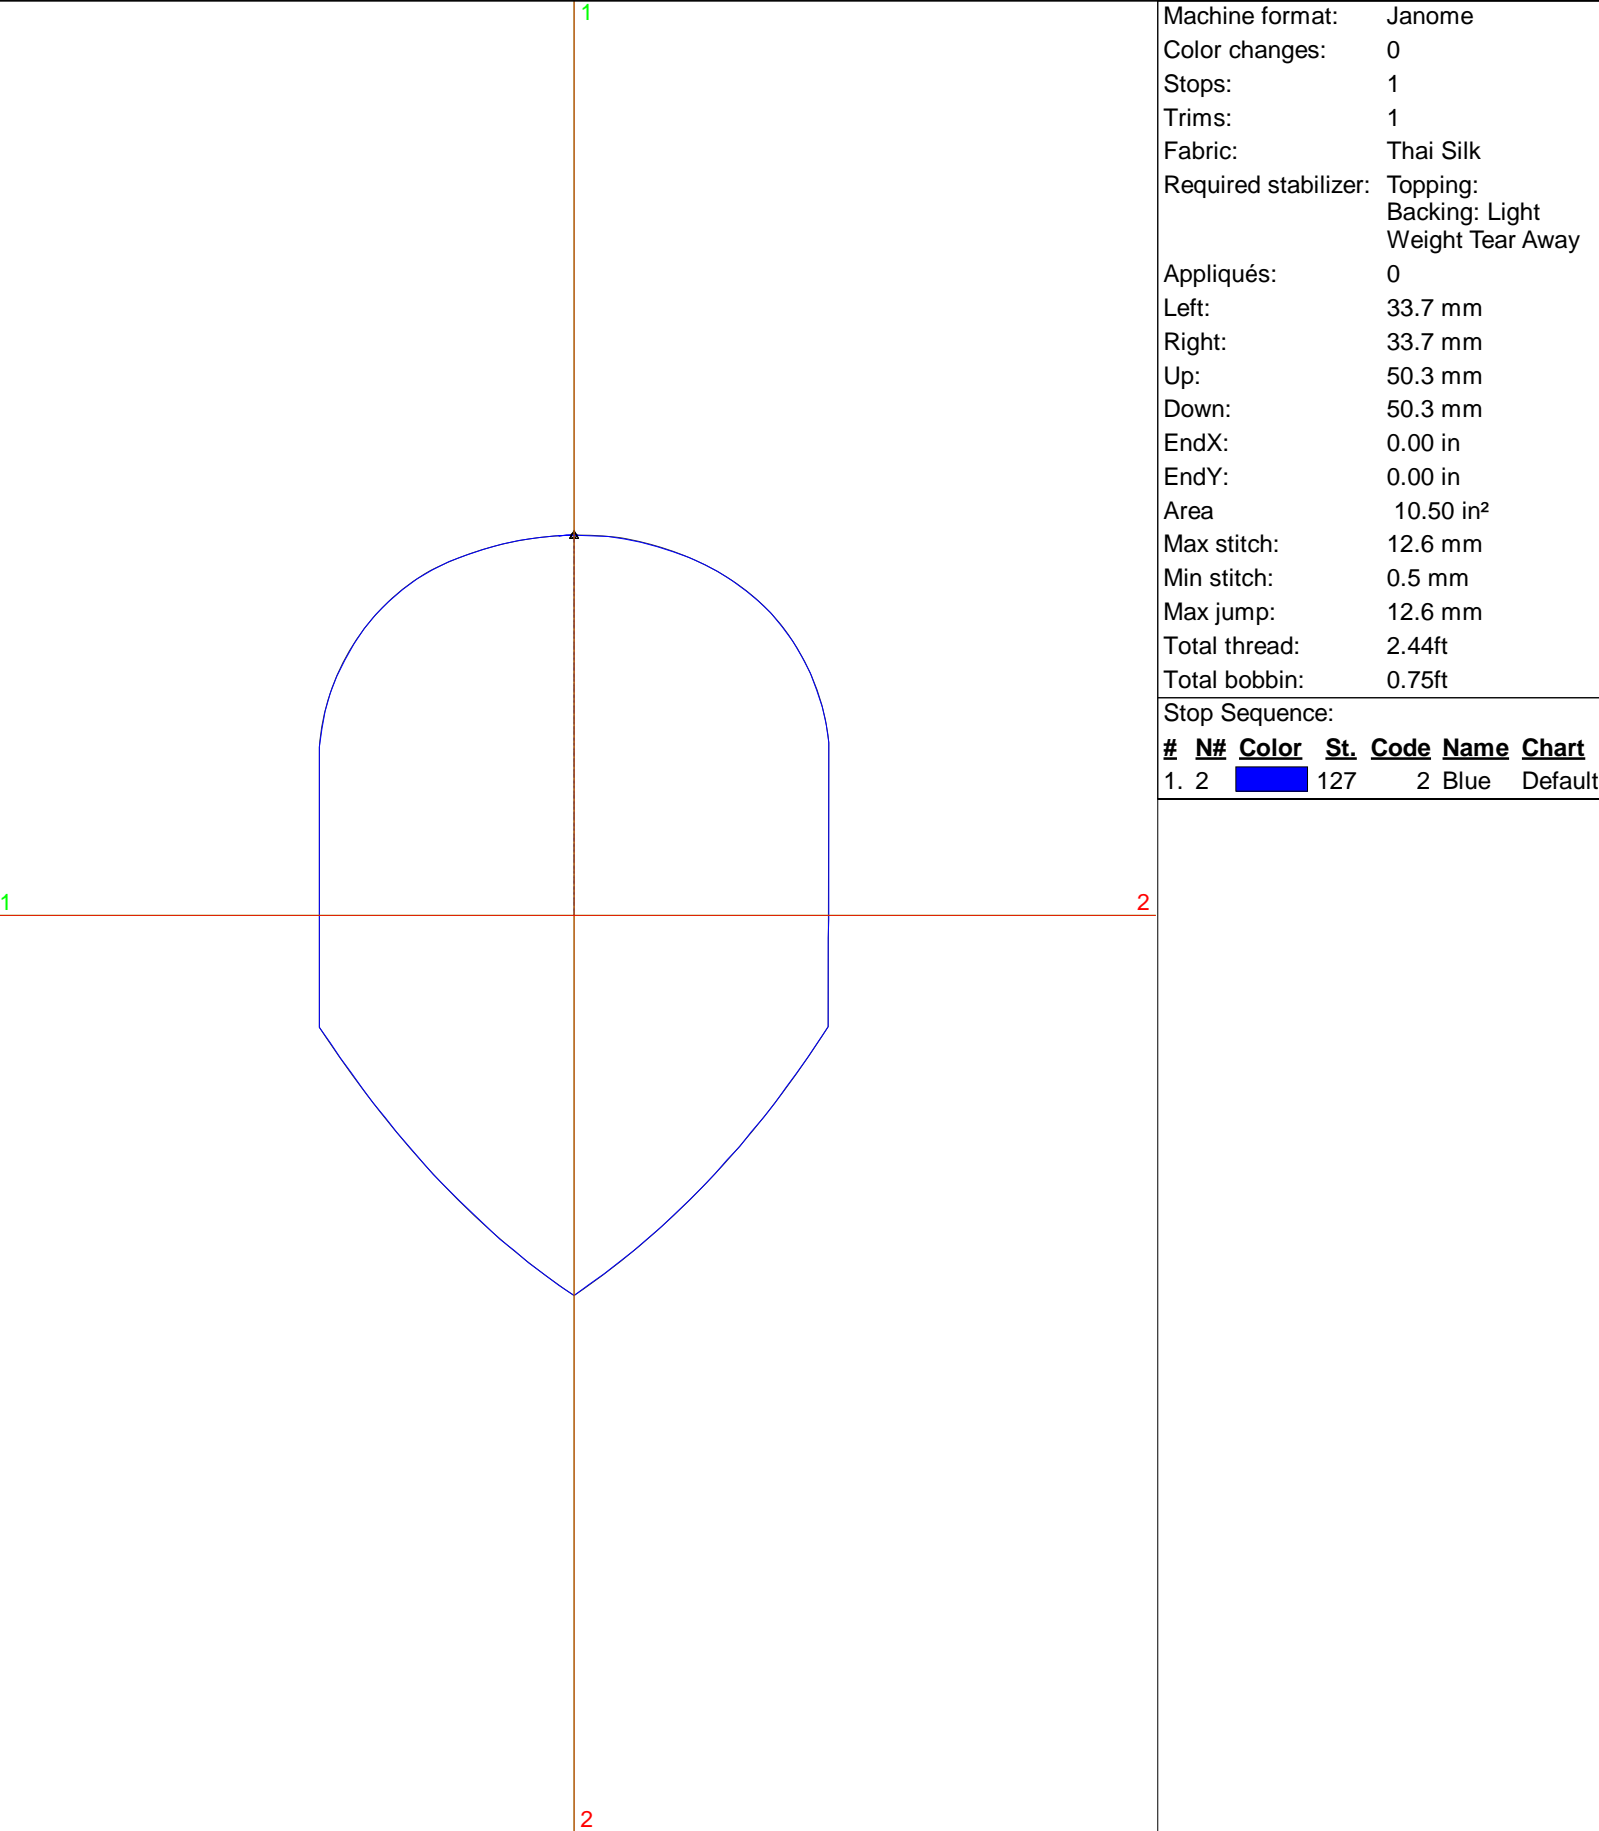 1
1
2
2
Machine format: Janome
Color changes: 0
Stops: 1
Trims: 1
Fabric: Thai Silk
Required stabilizer: Topping:
Backing: Light
Weight Tear Away
Appliqués: 0
Left: 33.7 mm
Right: 33.7 mm
Up: 50.3 mm
Down: 50.3 mm
EndX: 0.00 in
EndY: 0.00 in
Area 10.50 in²
Max stitch: 12.6 mm
Min stitch: 0.5 mm
Max jump: 12.6 mm
Total thread: 2.44ft
Total bobbin: 0.75ft
Stop Sequence:
# N# Color St. Code Name Chart
1. 2 127 2 Blue Default